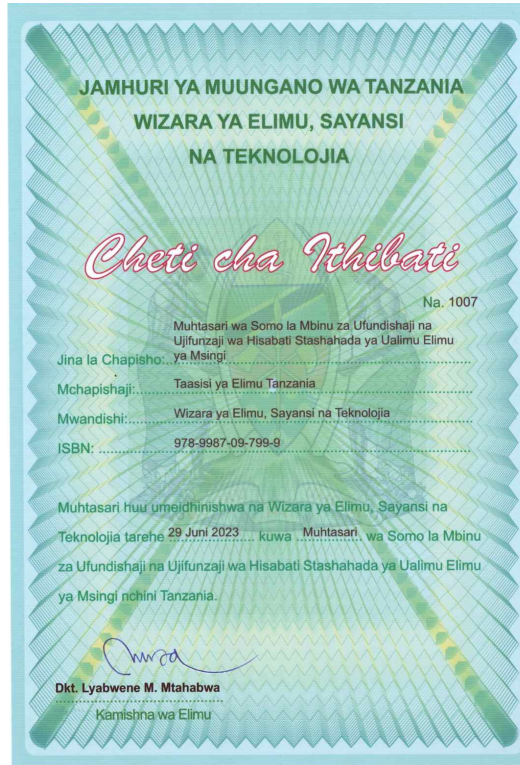 JAMHURI YA MUUNGANO WA TANZANIA
WIZARA YA ELIMU, SAYANSI
NA TEKNOLOJIA
Cheti cha Ithibati
Na. 1007
Muhtasari wa Somo la Mbinu za Ufundishaji na
Ujifunzaji wa Hisabati Stashahada ya Ualimu Elimu
Jina la Chapisho: ya Msingi
Mchapishaji: Taasisi ya Elimu Tanzania
Mwandishi: Wizara ya Elimu, Sayansi na Teknolojia
ISBN: 978-9987-09-799-9
Muhtasari huu umeidhinishwa na Wizara ya Elimu, Sayansi na
Teknolojia tarehe 29 Juni 2023 kuwa Muhtasari wa Somo la Mbinu
za Ufundishaji na Ujifunzaji wa Hisabati Stashahada ya Ualimu Elimu
ya Msingi nchini Tanzania.
Dkt. Lyabwene M. Mtahabwa
Kamishna wa Elimu